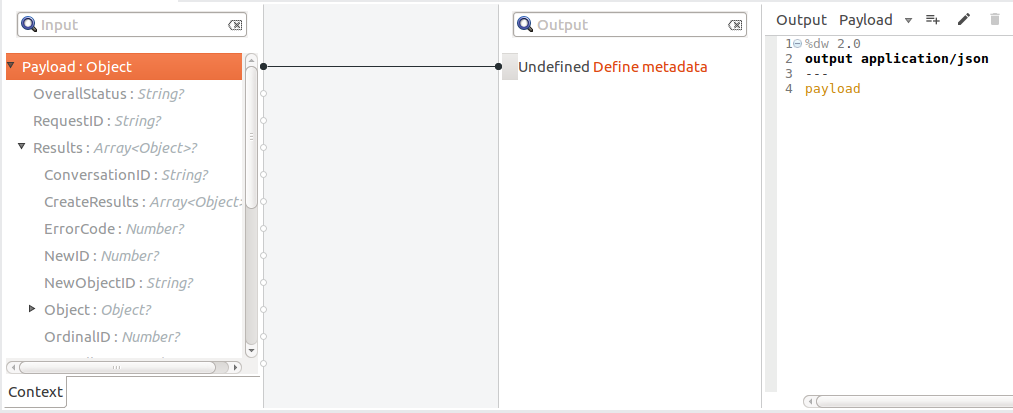 Input
Payload : Object
OverallStatus : String?
RequestID : String?
Results : Array<Object>?
ConversationID : String?
CreateResults : Array<Object>
ErrorCode : Number?
NewID : Number?
NewObjectID : String?
Object : Object?
OrdinalID : Number?
Context
Output
Undefined Define metadata
Output Payload
1 %dw 2.0
2 output application/json
3 ---
4 payload